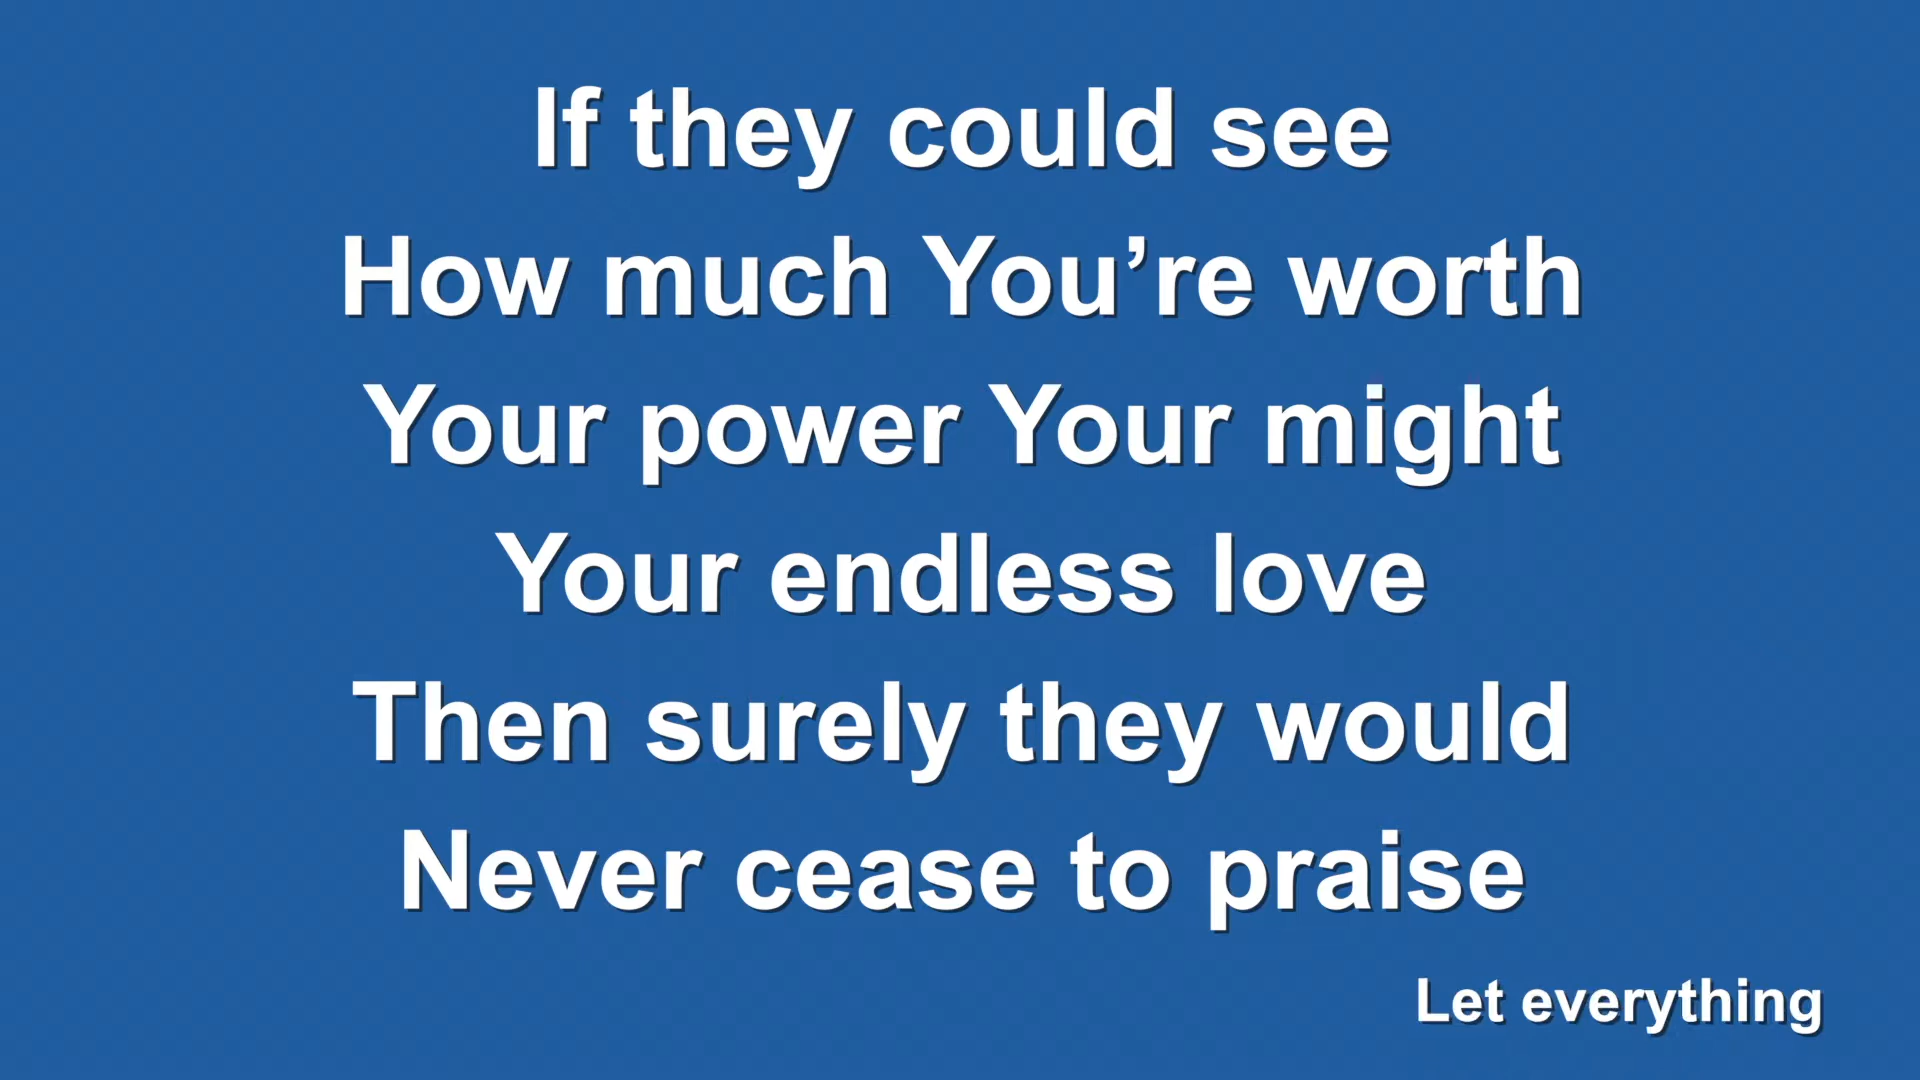 If they could see
How much You’re worth
Your power Your might
Your endless love
Then surely they would
Never cease to praise
Let everything